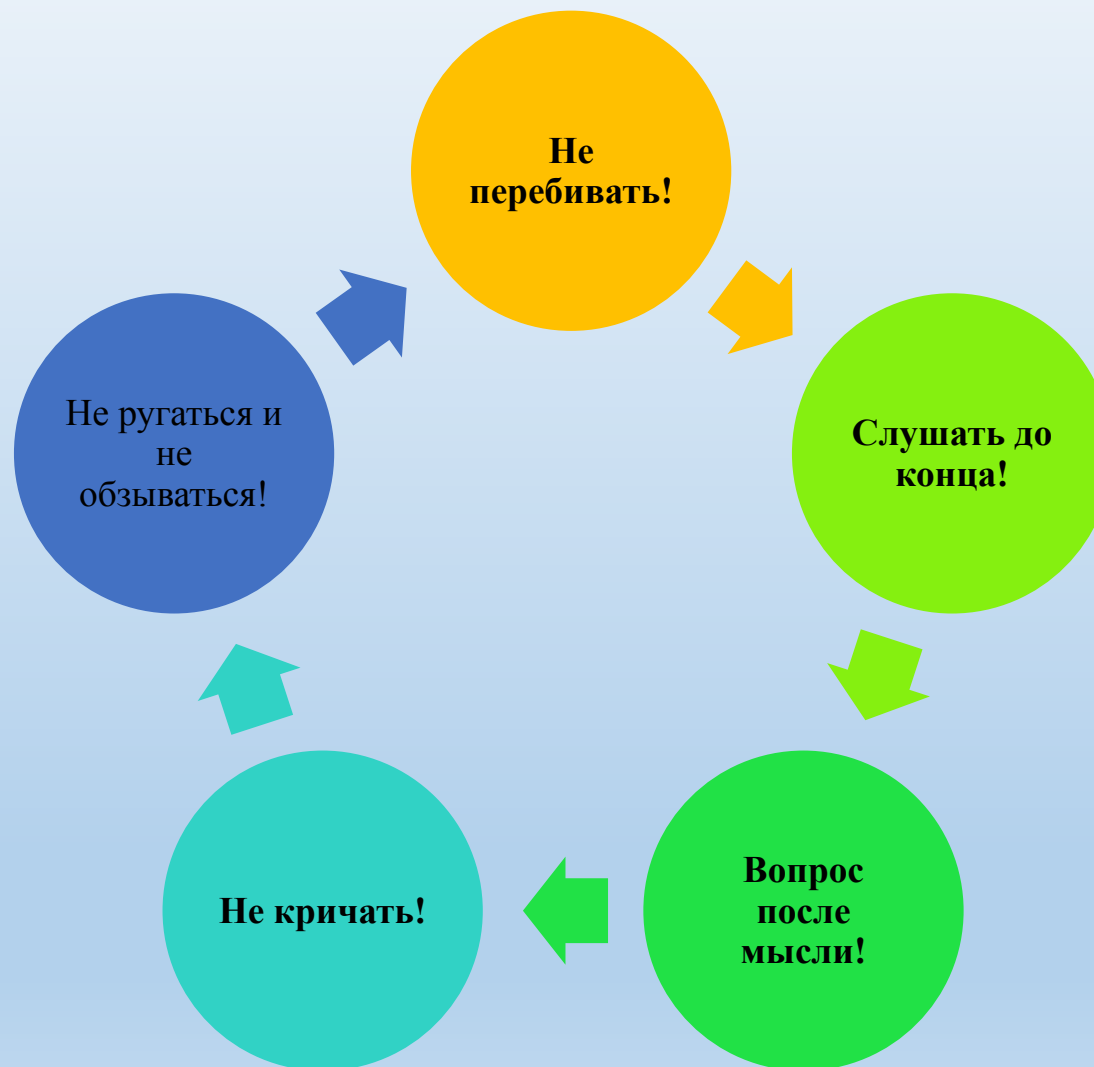 Не
перебивать!
Слушать до
конца!
Вопрос
после
мысли!
Не кричать!
Не ругаться и
не
обзываться!